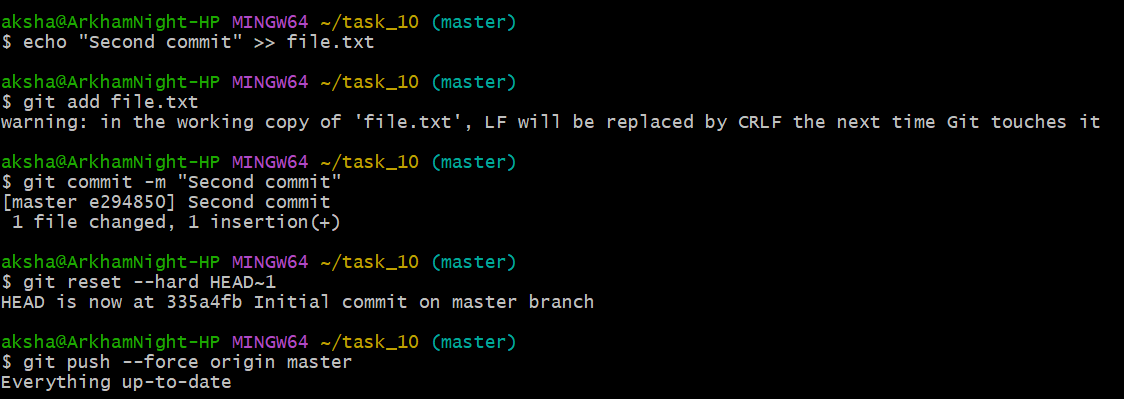 aksha@ArkhamNight-HP MINGW64 ~/task_10 (master)
$ echo "Second commit" >> file.txt
aksha@ArkhamNight-HP MINGW64 ~/task_10 (master)
$ git add file.txt
warning: in the working copy of 'file.txt', LF will be replaced by CRLF the next time Git touches it
aksha@ArkhamNight-HP MINGW64 ~/task_10 (master)
$ git commit -m "Second commit"
[master e294850] Second commit
 1 file changed, 1 insertion(+)
aksha@ArkhamNight-HP MINGW64 ~/task_10 (master)
$ git reset --hard HEAD~1
HEAD is now at 335a4fb Initial commit on master branch
aksha@ArkhamNight-HP MINGW64 ~/task_10 (master)
$ git push --force origin master
Everything up-to-date